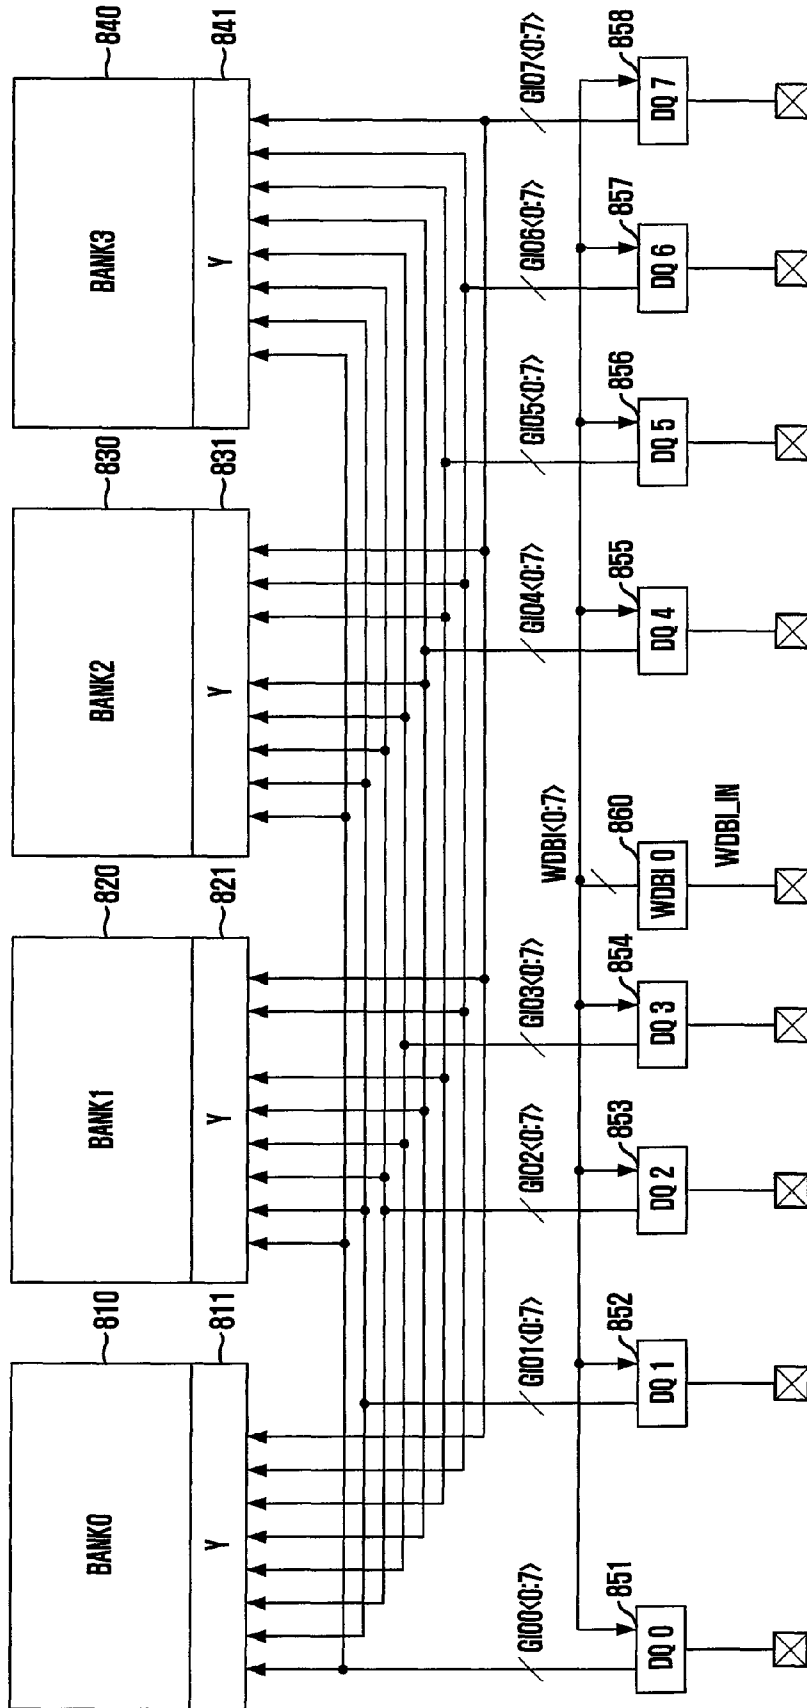 BANK0
810
Y
811
BANK1
820
Y
821
BANK2
830
Y
831
BANK3
840
Y
841
GIO0<0:7>
GIO1<0:7>
GIO2<0:7>
GIO3<0:7>
WDBI<0:7>
GIO4<0:7>
GIO5<0:7>
GIO6<0:7>
GIO7<0:7>
DQ 0
851
DQ 1
852
DQ 2
853
DQ 3
854
WDBI 0
860
WDBI_IN
DQ 4
855
DQ 5
856
DQ 6
857
DQ 7
858